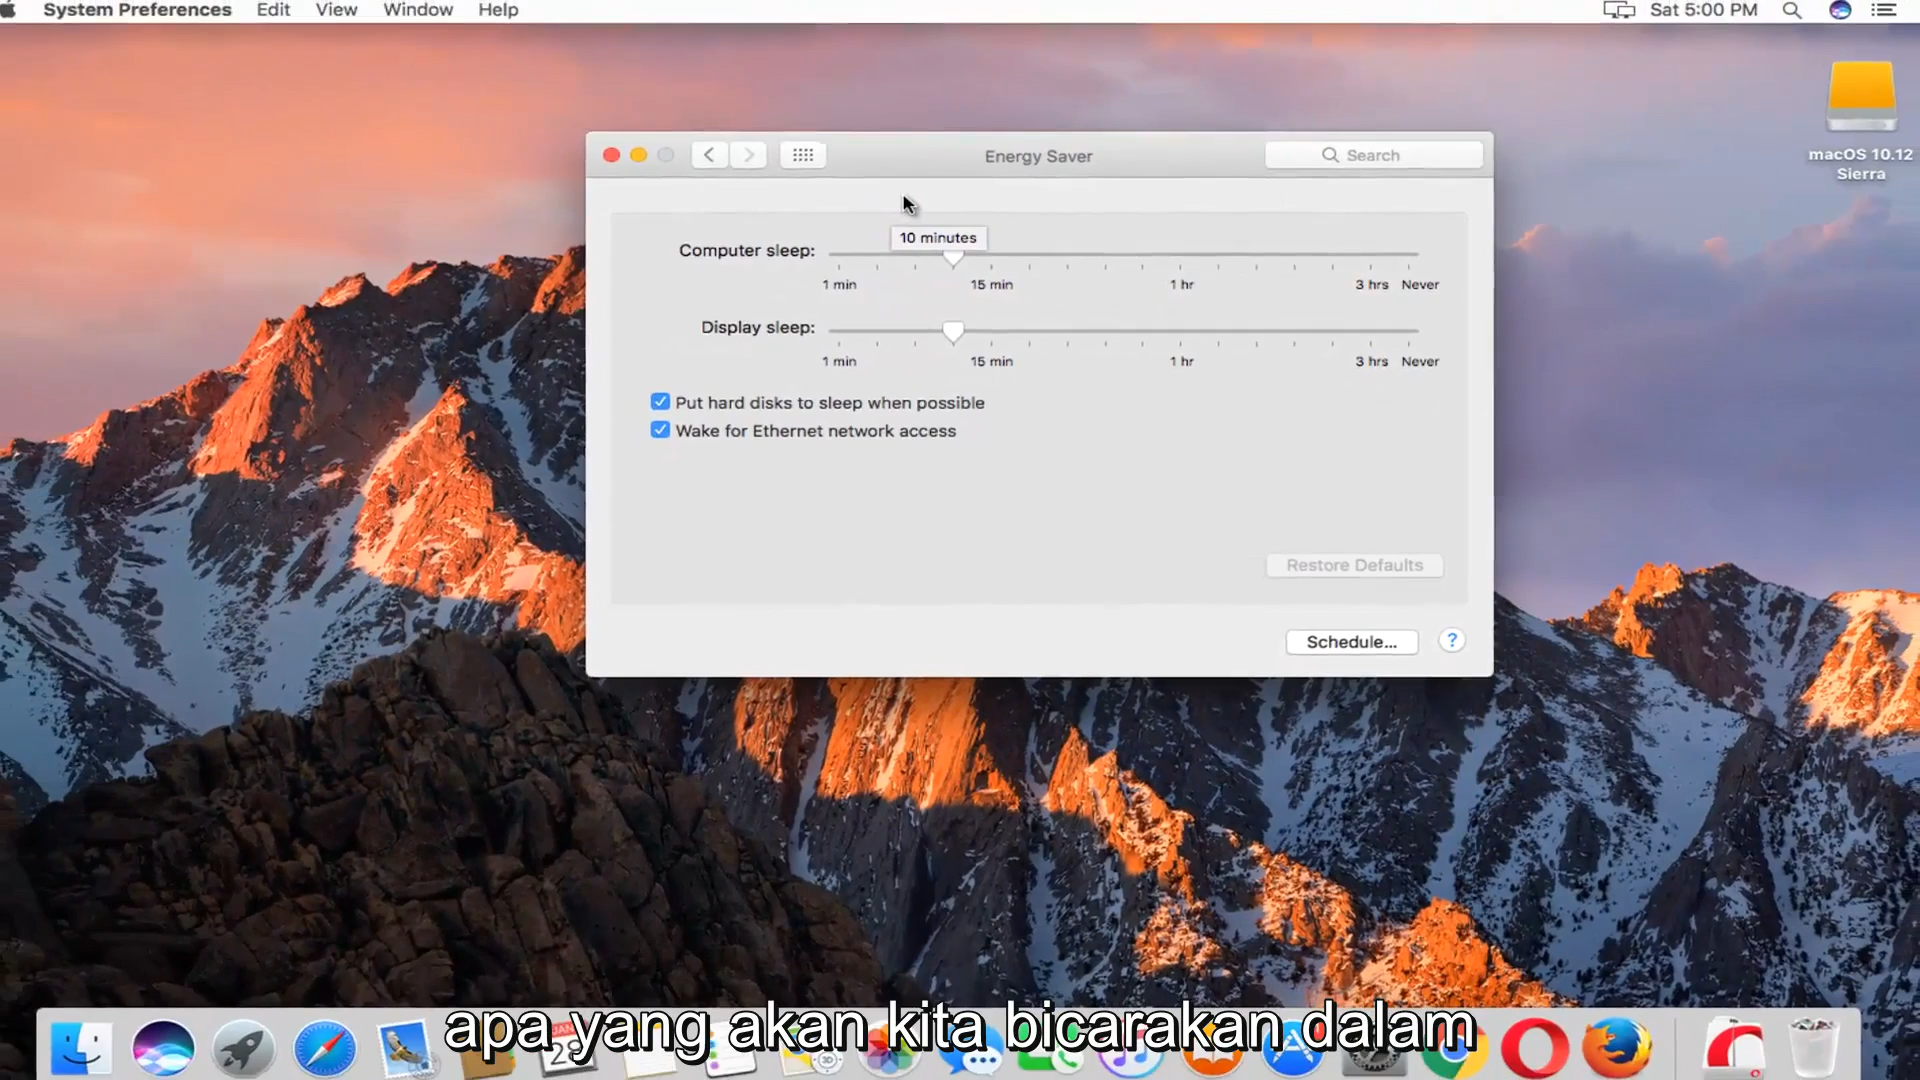 System Preferences Edit View Window Help Sat 5:00 PM
macOS 10.12
Sierra
Energy Saver
Search
10 minutes
Computer sleep:
1 min 15 min 1 hr 3 hrs Never
Display sleep:
1 min 15 min 1 hr 3 hrs Never
Put hard disks to sleep when possible
Wake for Ethernet network access
Restore Defaults
Schedule... ?
apa yang akan kita bicarakan dalam
JAN
28
3D